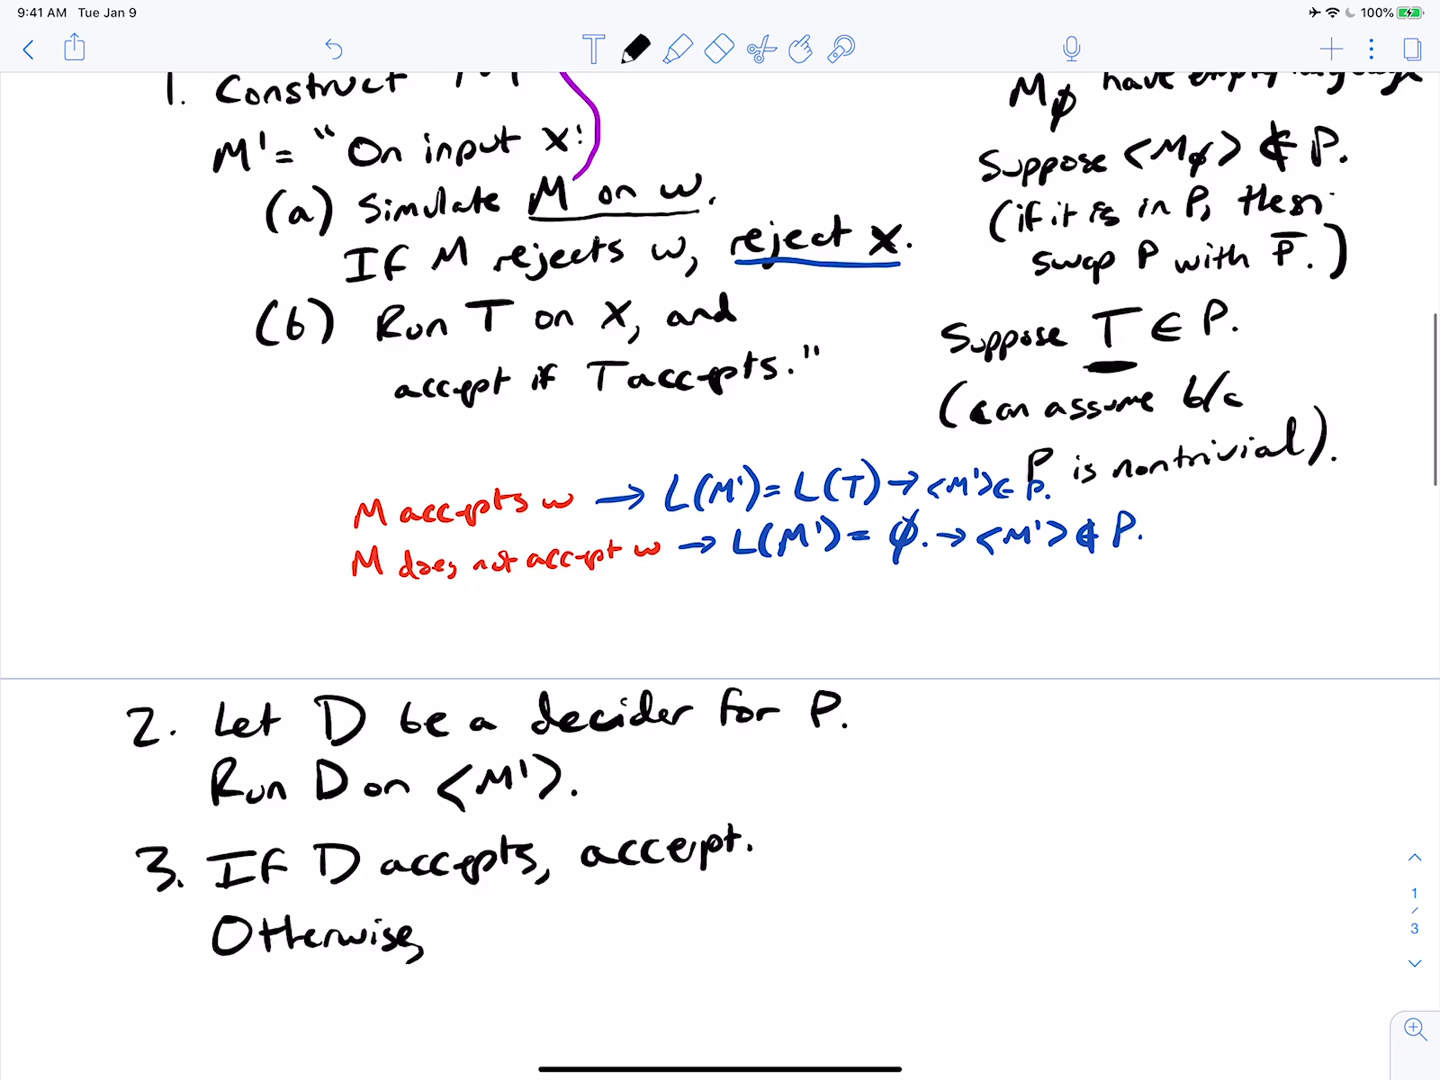 9:41 AM Tue Jan 9
100%
1. Construct M'
M' = "On input x:
(a) Simulate M on w.
If M rejects w, reject x.
(b) Run T on x, and
accept if T accepts."
M∅ have empty language
Suppose <M∅> ∉ P.
(if it is in P, then
swap P with P̅.)
Suppose T ∈ P.
(can assume b/c
P is nontrivial).
M accepts w → L(M') = L(T) → <M'> ∈ P.
M does not accept w → L(M') = ∅. → <M'> ∉ P.
2. Let D be a decider for P.
Run D on <M'>.
3. If D accepts, accept.
Otherwise,
1
/
3